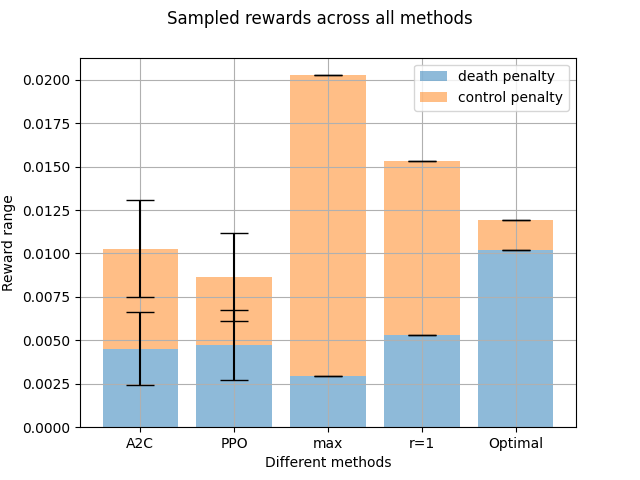 Sampled rewards across all methods
death penalty
control penalty
Reward range
0.0200
0.0175
0.0150
0.0125
0.0100
0.0075
0.0050
0.0025
0.0000
A2C PPO max r=1 Optimal
Different methods